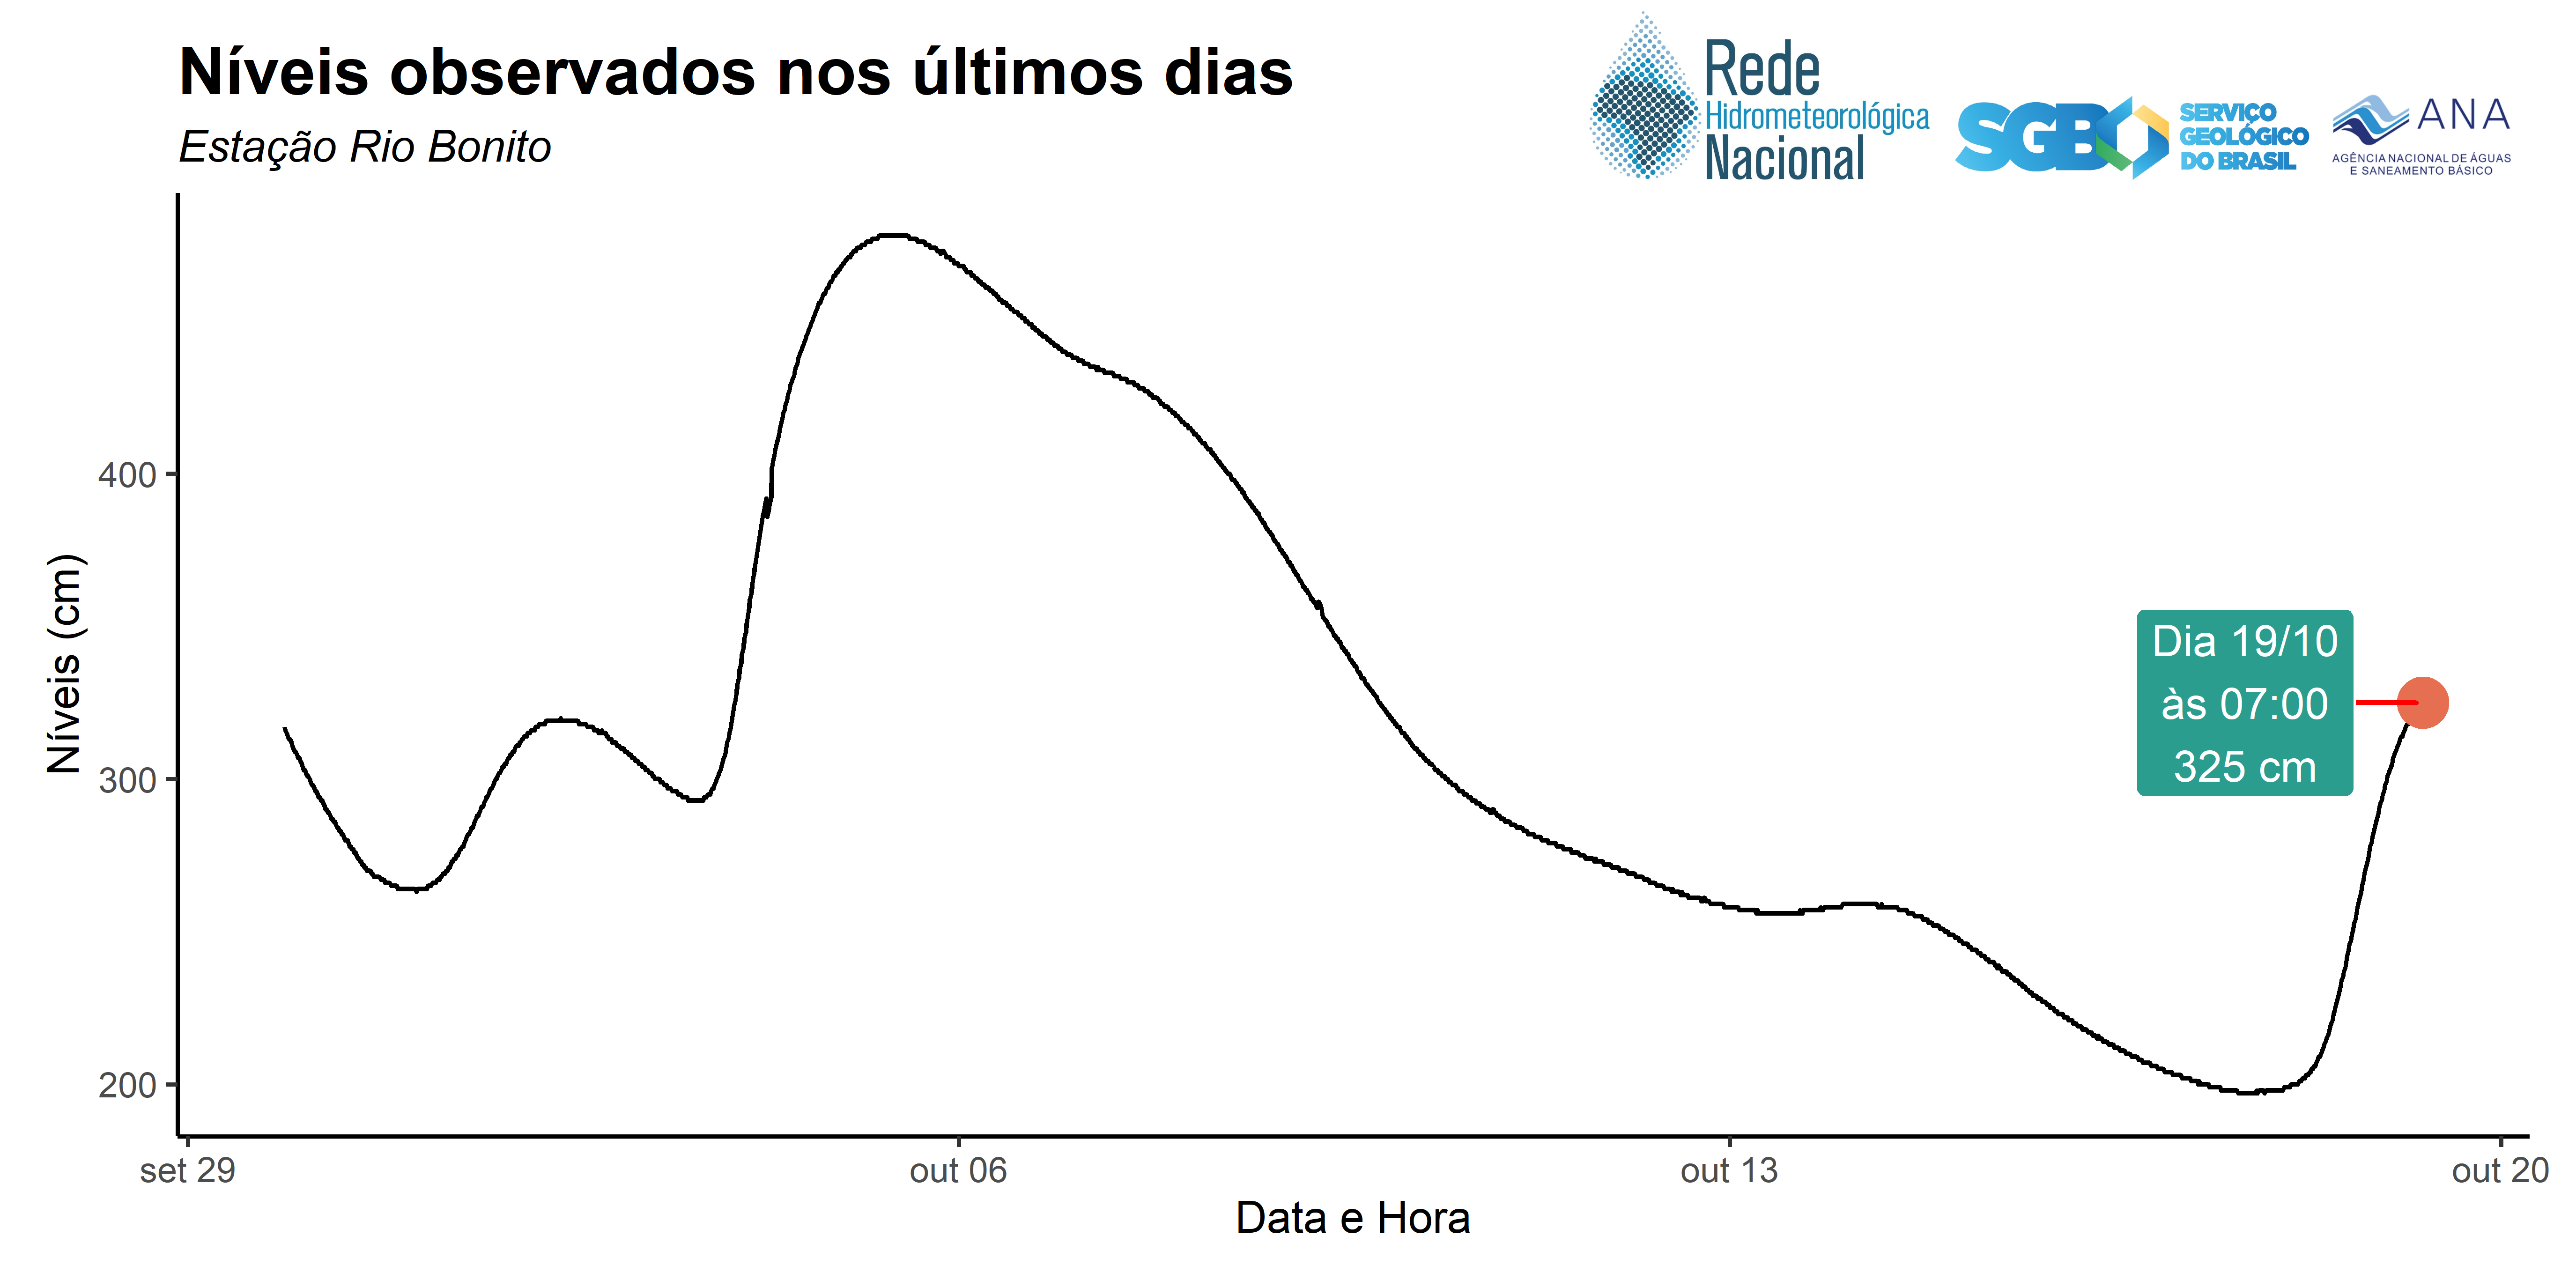 Níveis observados nos últimos dias
Estação Rio Bonito
Rede
Hidrometeorológica
Nacional
SGB
SERVIÇO
GEOLÓGICO
DO BRASIL
ANA
AGÊNCIA NACIONAL DE ÁGUAS
E SANEAMENTO BÁSICO
Níveis (cm)
400
300
200
Dia 19/10
às 07:00
325 cm
set 29
out 06
out 13
out 20
Data e Hora